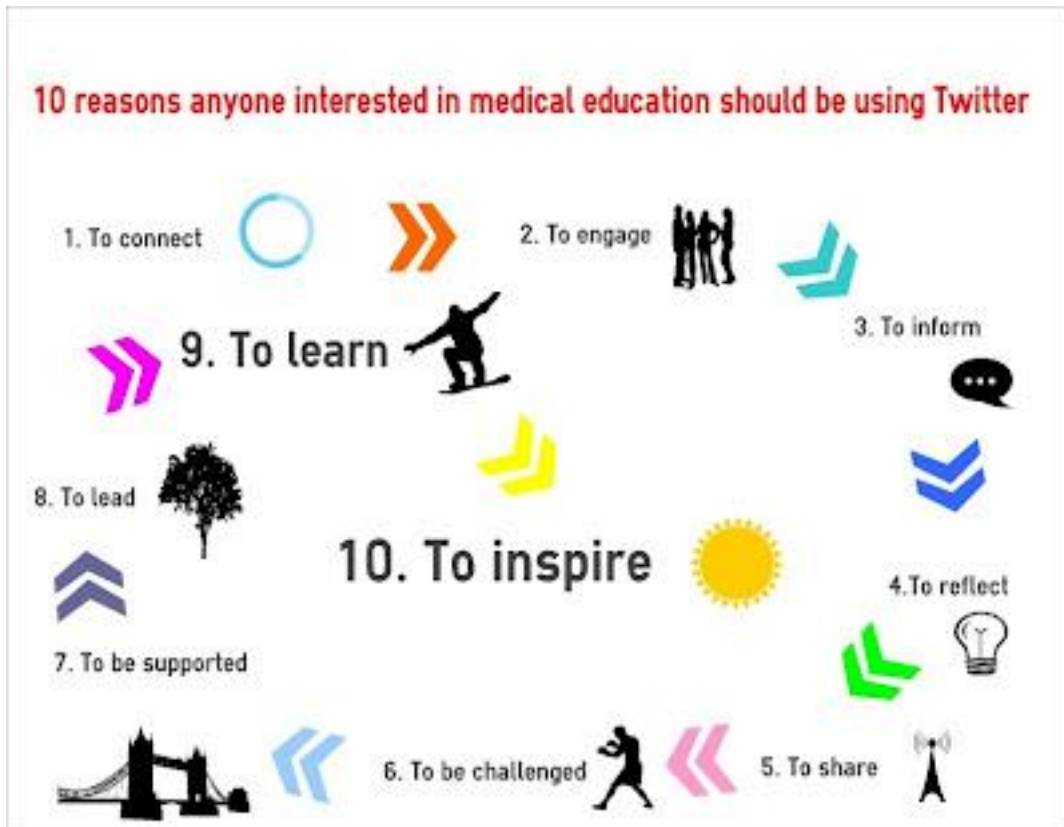 10 reasons anyone interested in medical education should be using Twitter
1. To connect
2. To engage
3. To inform
4.To reflect
5. To share
6. To be challenged
7. To be supported
8. To lead
9. To learn
10. To inspire